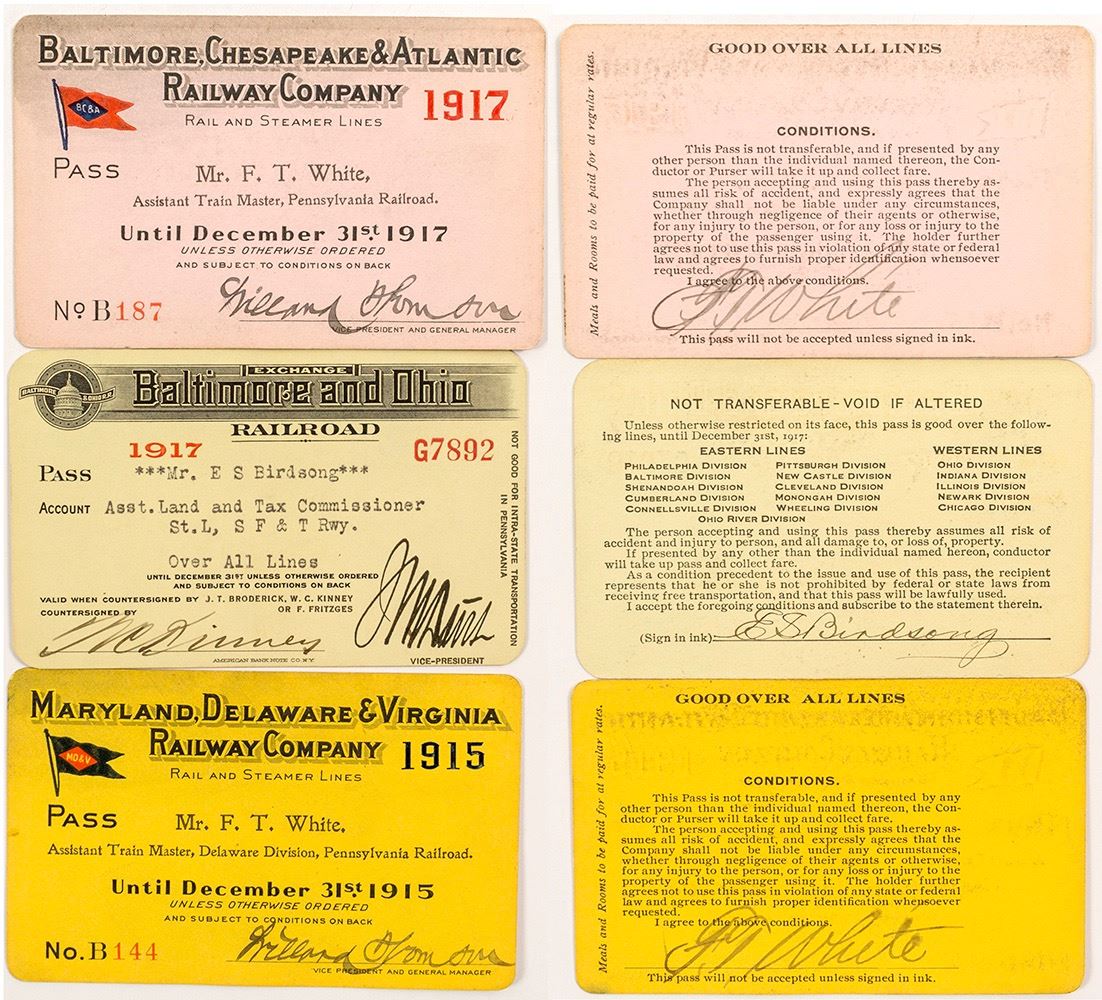 BALTIMORE, CHESAPEAKE & ATLANTIC
RAILWAY COMPANY 1917
BC&A
RAIL AND STEAMER LINES
PASS
Mr. F. T. White,
Assistant Train Master, Pennsylvania Railroad.
Until December 31st. 1917
UNLESS OTHERWISE ORDERED
AND SUBJECT TO CONDITIONS ON BACK
No B187
Willard Thomson
VICE PRESIDENT AND GENERAL MANAGER
GOOD OVER ALL LINES
Meals and Rooms to be paid for at regular rates.
CONDITIONS.
This Pass is not transferable, and if presented by any
other person than the individual named thereon, the Con-
ductor or Purser will take it up and collect fare.
The person accepting and using this pass thereby as-
sumes all risk of accident, and expressly agrees that the
Company shall not be liable under any circumstances,
whether through negligence of their agents or otherwise,
for any injury to the person, or for any loss or injury to the
property of the passenger using it. The holder further
agrees not to use this pass in violation of any state or federal
law and agrees to furnish proper identification whensoever
requested.
I agree to the above conditions.
F T White
This pass will not be accepted unless signed in ink.
EXCHANGE
BALTIMORE & OHIO R.R.
Baltimore and Ohio
RAILROAD
1917 G7892
PASS ***Mr. E S Birdsong***
ACCOUNT Asst.Land and Tax Commissioner
St.L, S F & T Rwy.
Over All Lines
UNTIL DECEMBER 31ST UNLESS OTHERWISE ORDERED
AND SUBJECT TO CONDITIONS ON BACK
VALID WHEN COUNTERSIGNED BY J. T. BRODERICK, W. C. KINNEY
OR F. FRITZGES
COUNTERSIGNED BY
AMERICAN BANK NOTE CO. N.Y.
VICE-PRESIDENT
NOT GOOD FOR INTRA-STATE TRANSPORTATION
IN PENNSYLVANIA
NOT TRANSFERABLE - VOID IF ALTERED
Unless otherwise restricted on its face, this pass is good over the follow-
ing lines, until December 31st, 1917:
EASTERN LINES WESTERN LINES
PHILADELPHIA DIVISION PITTSBURGH DIVISION OHIO DIVISION
BALTIMORE DIVISION NEW CASTLE DIVISION INDIANA DIVISION
SHENANDOAH DIVISION CLEVELAND DIVISION ILLINOIS DIVISION
CUMBERLAND DIVISION MONONGAH DIVISION NEWARK DIVISION
CONNELLSVILLE DIVISION WHEELING DIVISION CHICAGO DIVISION
OHIO RIVER DIVISION
The person accepting and using this pass thereby assumes all risk of
accident and injury to person, and all damage to, or loss of, property.
If presented by any other than the individual named hereon, conductor
will take up pass and collect fare.
As a condition precedent to the issue and use of this pass, the recipient
represents that he or she is not prohibited by federal or state laws from
receiving free transportation, and that this pass will be lawfully used.
I accept the foregoing conditions and subscribe to the statement therein.
(Sign in ink) E S Birdsong
MARYLAND, DELAWARE & VIRGINIA
RAILWAY COMPANY 1915
MD&V
RAIL AND STEAMER LINES
PASS
Mr. F. T. White.
Assistant Train Master, Delaware Division, Pennsylvania Railroad.
Until December 31st. 1915
UNLESS OTHERWISE ORDERED
AND SUBJECT TO CONDITIONS ON BACK
No. B144
Willard Thomson
VICE PRESIDENT AND GENERAL MANAGER
GOOD OVER ALL LINES
Meals and Rooms to be paid for at regular rates.
CONDITIONS.
This Pass is not transferable, and if presented by any
other person than the individual named thereon, the Con-
ductor or Purser will take it up and collect fare.
The person accepting and using this pass thereby as-
sumes all risk of accident, and expressly agrees that the
Company shall not be liable under any circumstances,
whether through negligence of their agents or otherwise,
for any injury to the person, or for any loss or injury to the
property of the passenger using it. The holder further
agrees not to use this pass in violation of any state or federal
law and agrees to furnish proper identification whensoever
requested.
I agree to the above conditions.
F T White
This pass will not be accepted unless signed in ink.